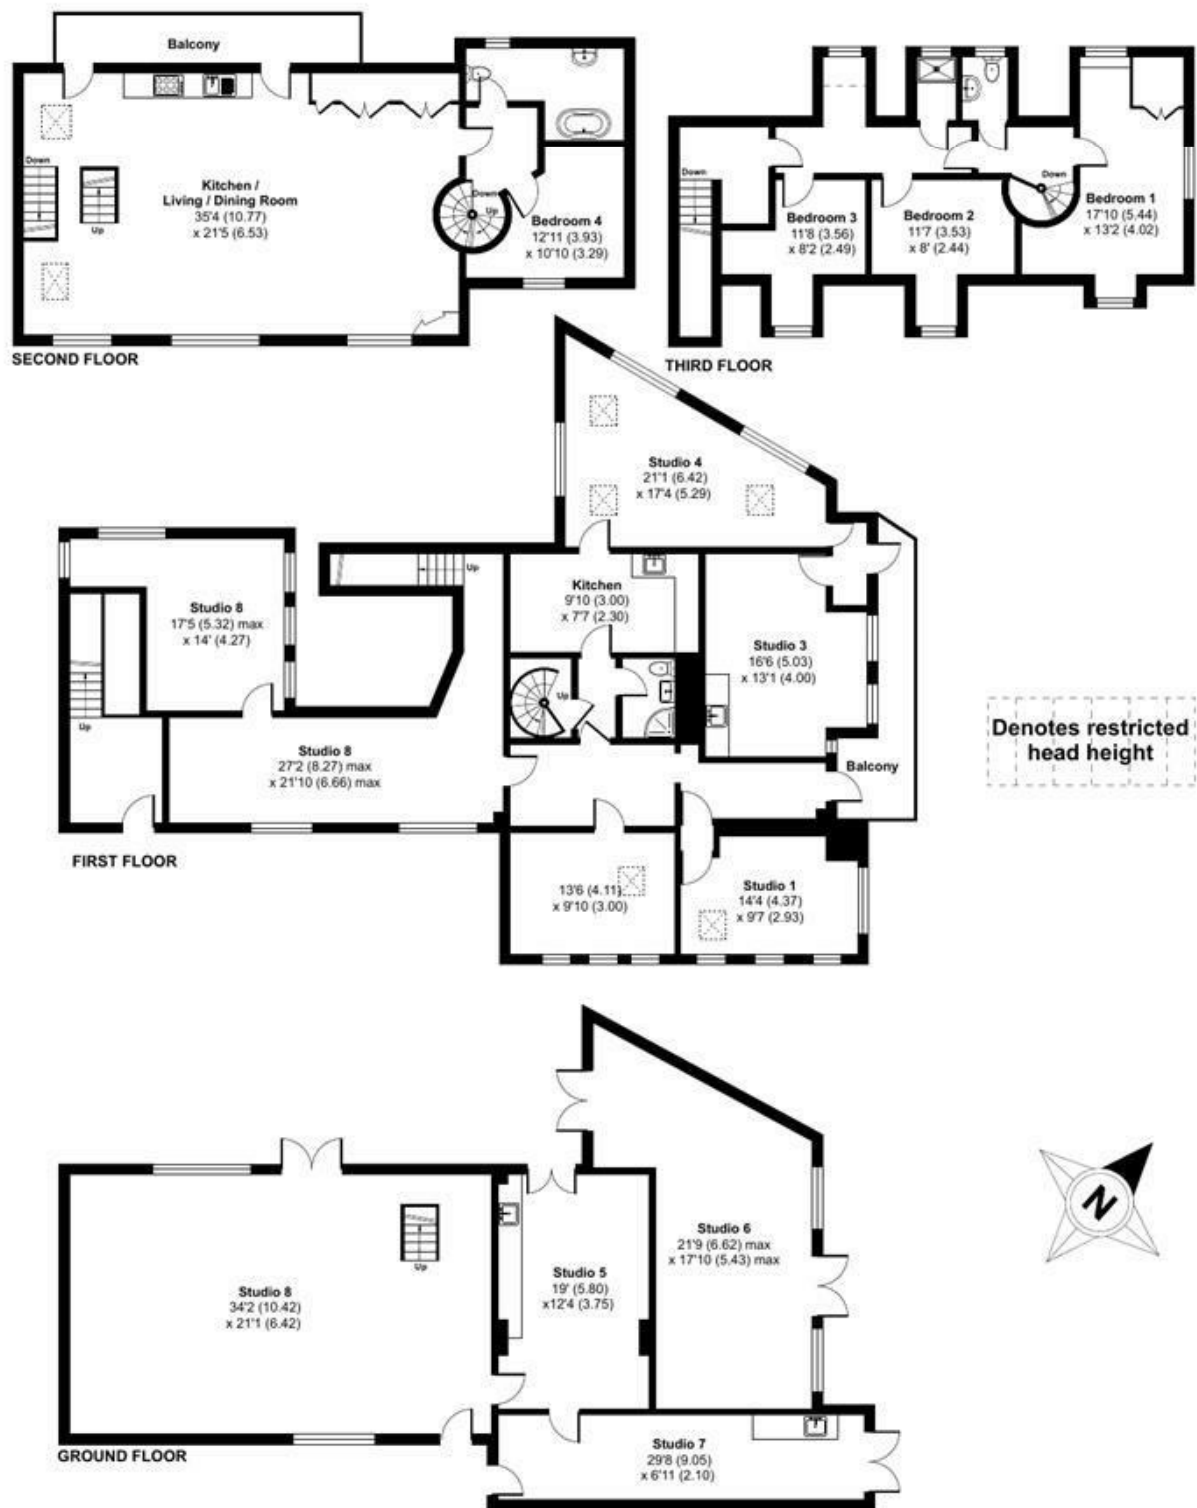 Balcony
Down
Up
Kitchen /
Living / Dining Room
35'4 (10.77)
x 21'5 (6.53)
Down
Up
Bedroom 4
12'11 (3.93)
x 10'10 (3.29)
SECOND FLOOR
Down
Bedroom 3
11'8 (3.56)
x 8'2 (2.49)
Bedroom 2
11'7 (3.53)
x 8' (2.44)
Down
Bedroom 1
17'10 (5.44)
x 13'2 (4.02)
THIRD FLOOR
Studio 4
21'1 (6.42)
x 17'4 (5.29)
Up
Kitchen
9'10 (3.00)
x 7'7 (2.30)
Studio 8
17'5 (5.32) max
x 14' (4.27)
Studio 3
16'6 (5.03)
x 13'1 (4.00)
Up
Up
Studio 8
27'2 (8.27) max
x 21'10 (6.66) max
Balcony
Denotes restricted
head height
FIRST FLOOR
13'6 (4.11)
x 9'10 (3.00)
Studio 1
14'4 (4.37)
x 9'7 (2.93)
N
Up
Studio 8
34'2 (10.42)
x 21'1 (6.42)
Studio 5
19' (5.80)
x12'4 (3.75)
Studio 6
21'9 (6.62) max
x 17'10 (5.43) max
GROUND FLOOR
Studio 7
29'8 (9.05)
x 6'11 (2.10)